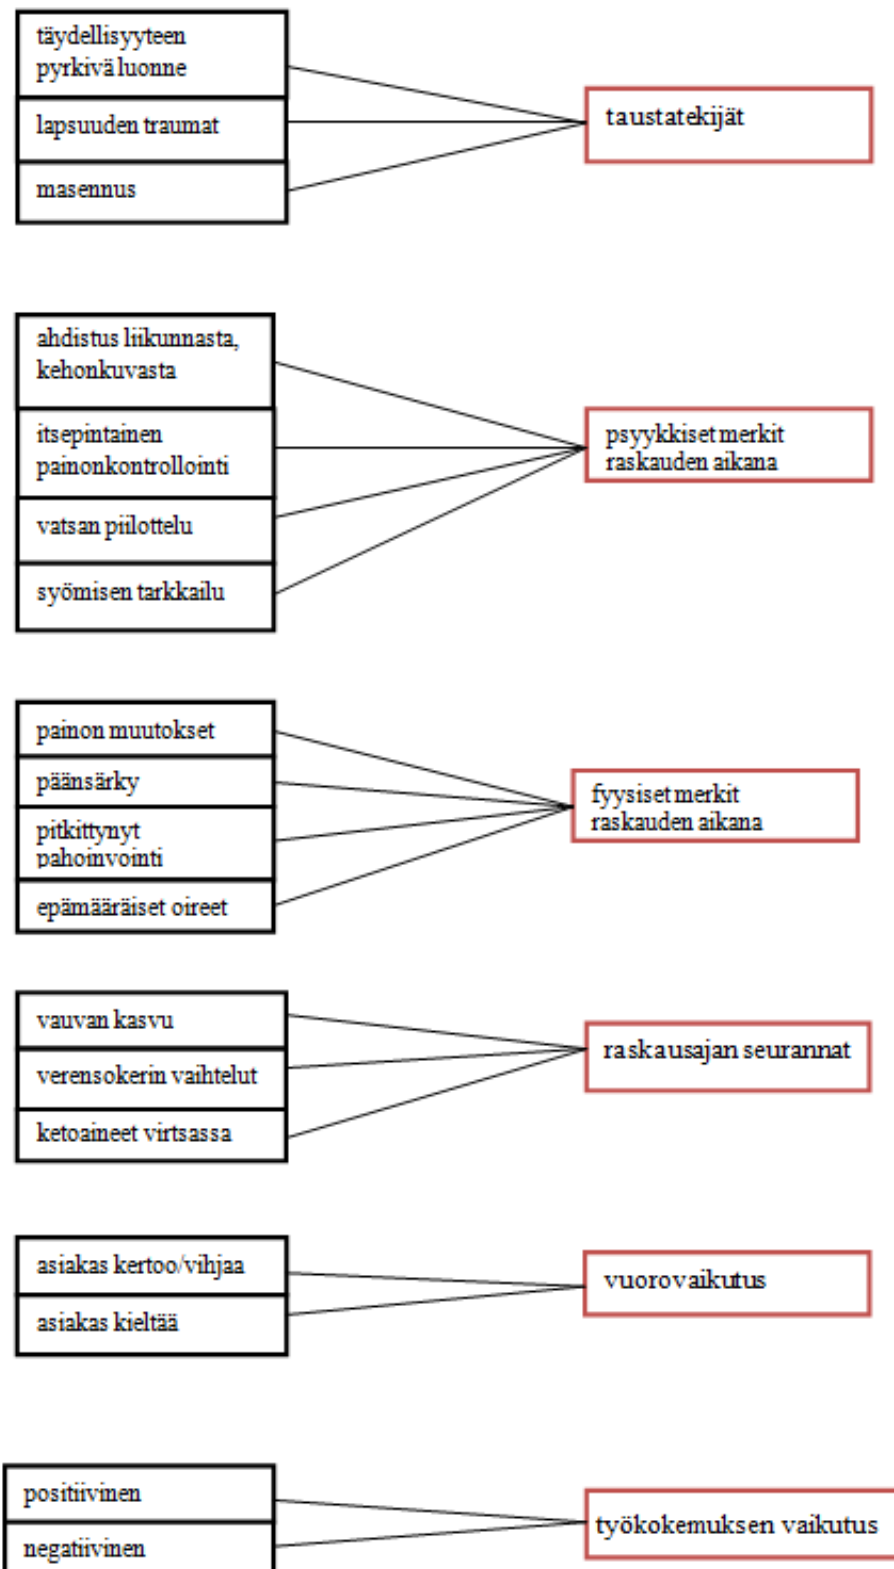 täydellisyyteen
pyrkivä luonne
lapsuuden traumat
masennus
taustatekijät
ahdistus liikunnasta,
kehonkuvasta
itsepintainen
painonkontrollointi
vatsan piilottelu
syömisen tarkkailu
psyykkiset merkit
raskauden aikana
painon muutokset
päänsärky
pitkittynyt
pahoinvointi
epämääräiset oireet
fyysiset merkit
raskauden aikana
vauvan kasvu
verensokerin vaihtelut
ketoaineet virtsassa
raskausajan seurannat
asiakas kertoo/vihjaa
asiakas kieltää
vuorovaikutus
positiivinen
negatiivinen
työkokemuksen vaikutus